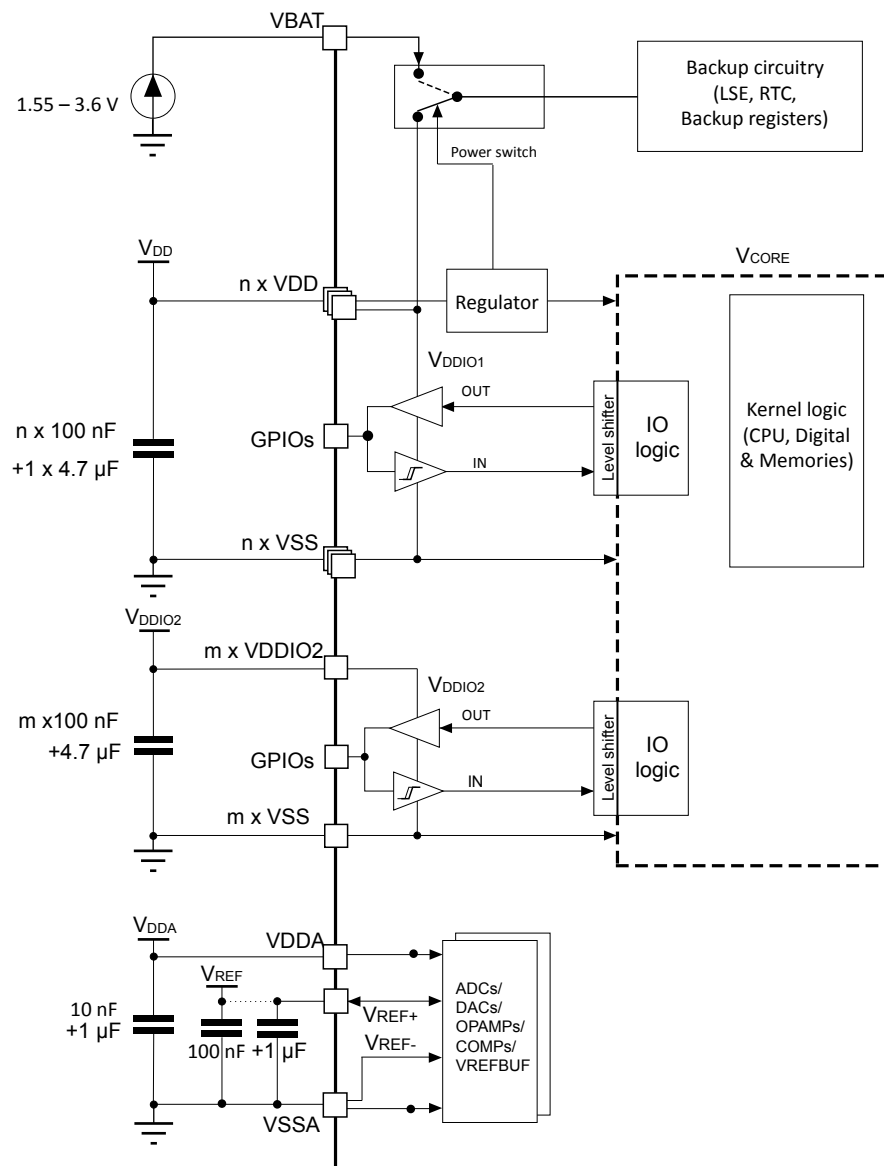 VBAT
1.55 – 3.6 V
Backup circuitry
(LSE, RTC,
Backup registers)
Power switch
VDD
n x VDD
Regulator
VCORE
VDDIO1
OUT
GPIOs
IN
Level shifter
IO
logic
Kernel logic
(CPU, Digital
& Memories)
n x 100 nF
+1 x 4.7 µF
n x VSS
VDDIO2
m x VDDIO2
VDDIO2
OUT
m x100 nF
+4.7 µF
GPIOs
IN
Level shifter
IO
logic
m x VSS
VDDA
VDDA
VREF
10 nF
+1 µF
100 nF
+1 µF
VREF+
VREF-
ADCs/
DACs/
OPAMPs/
COMPs/
VREFBUF
VSSA